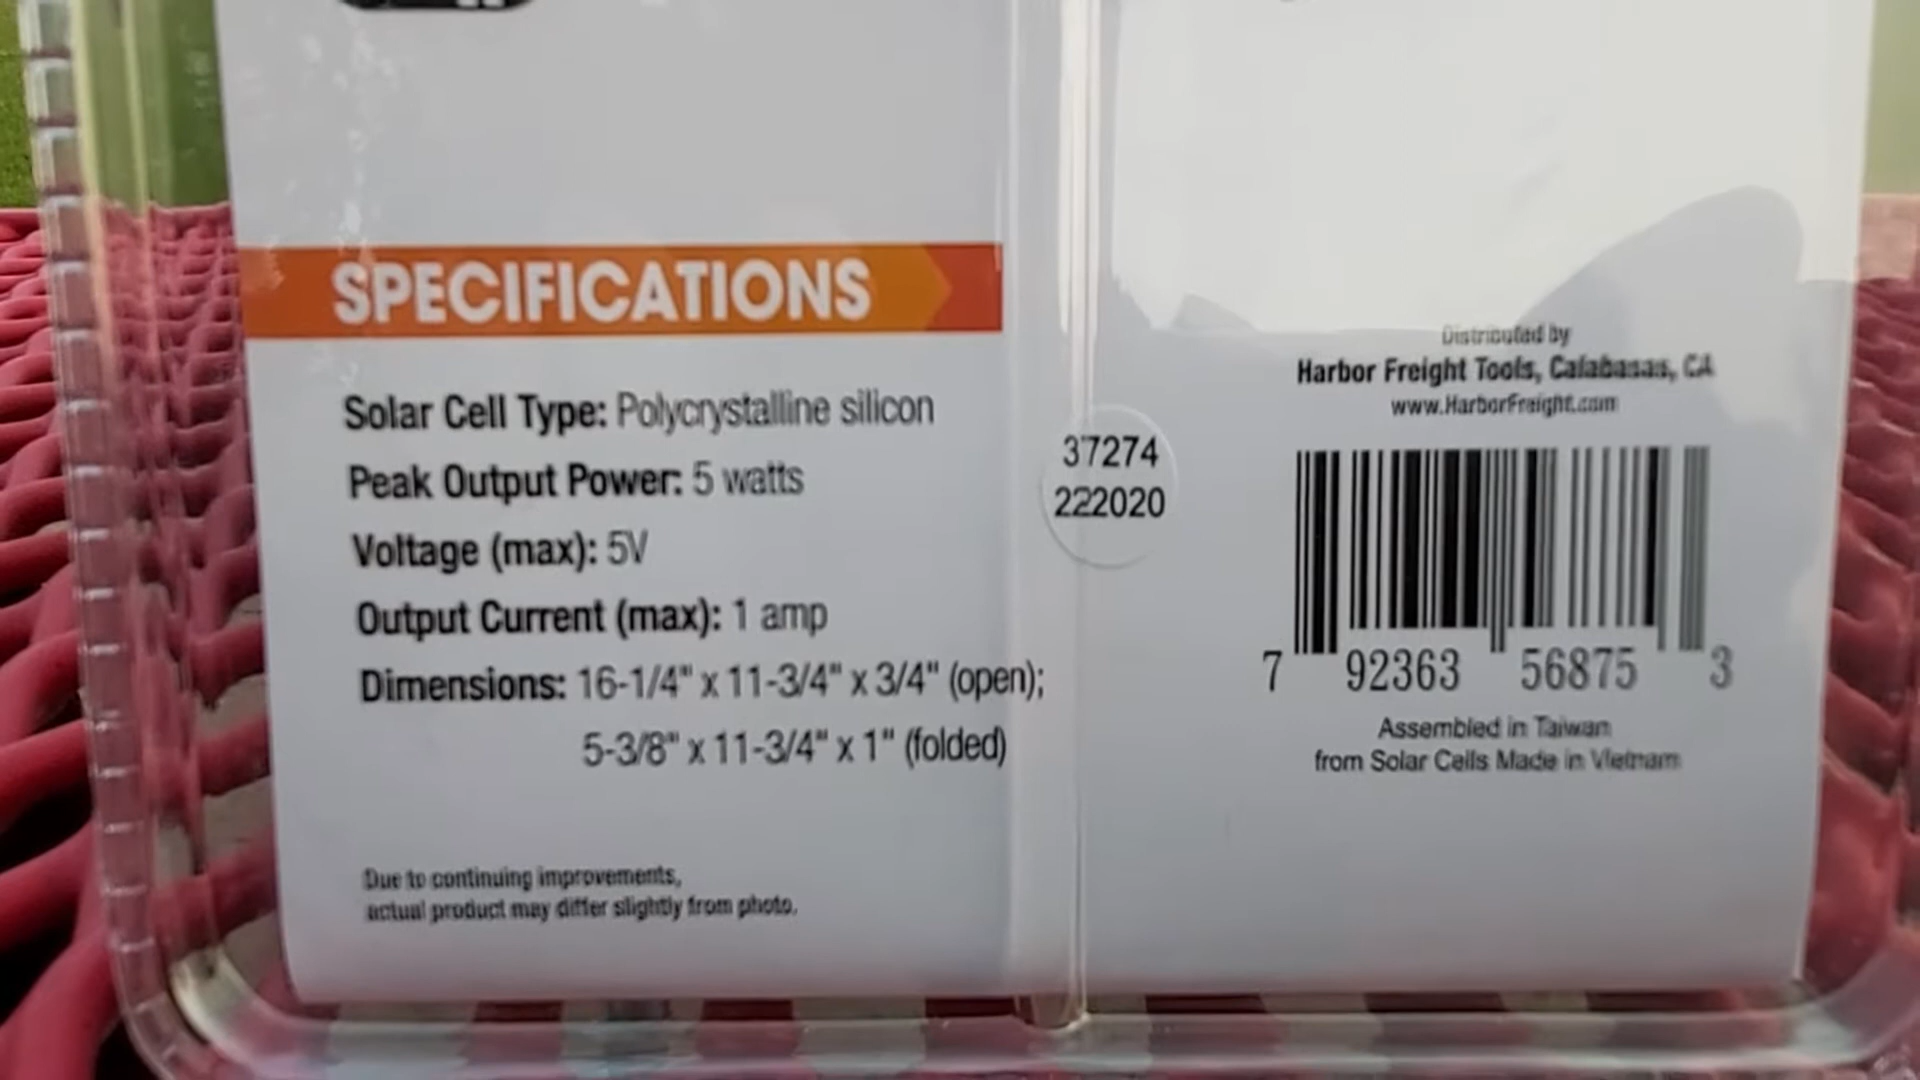 SPECIFICATIONS
Solar Cell Type: Polycrystalline silicon
Peak Output Power: 5 watts
Voltage (max): 5V
Output Current (max): 1 amp
Dimensions: 16-1/4" x 11-3/4" x 3/4" (open);
5-3/8" x 11-3/4" x 1" (folded)
Due to continuing improvements,
actual product may differ slightly from photo.
37274
222020
Distributed by
Harbor Freight Tools, Calabasas, CA
www.HarborFreight.com
7 92363 56875 3
Assembled in Taiwan
from Solar Cells Made in Vietnam